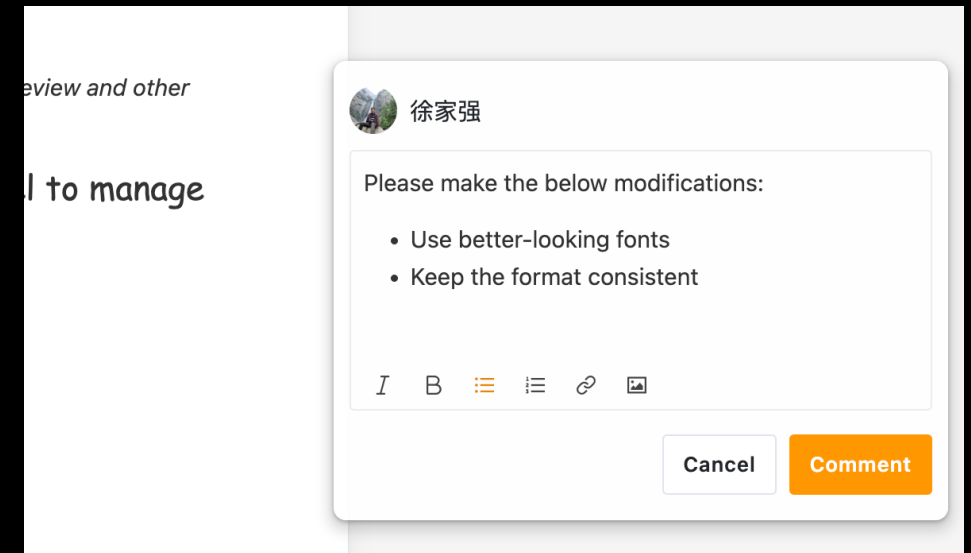 and other
to manage
徐家强
Please make the below modifications:
• Use better-looking fonts
• Keep the format consistent
I B
Cancel
Comment